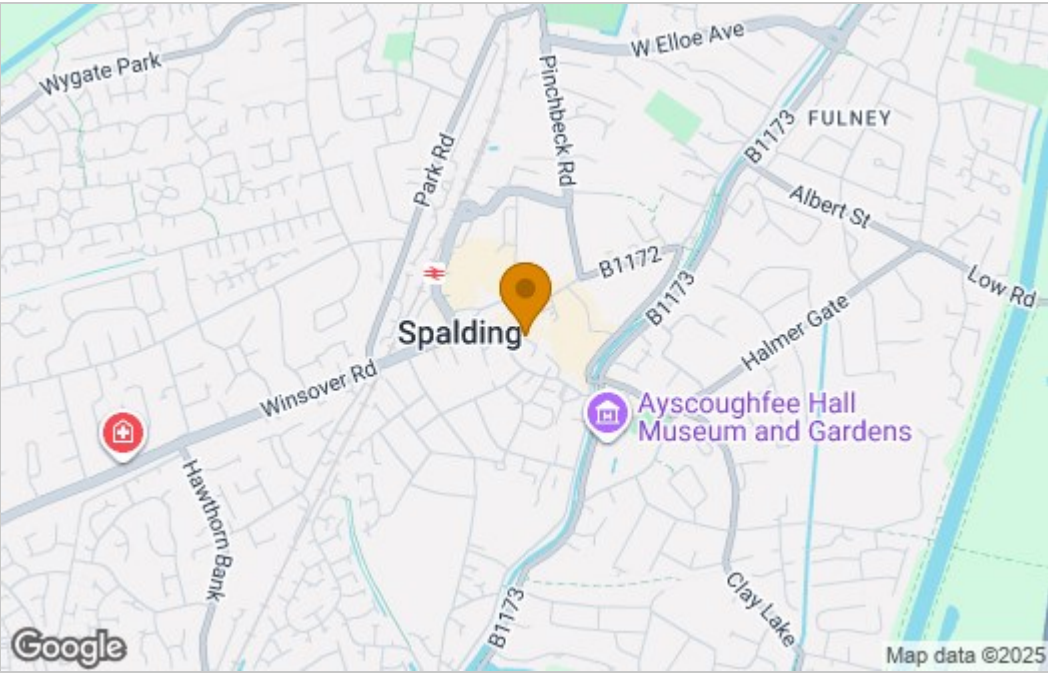 Wygate Park
W Elloe Ave
Pinchbeck Rd
FULNEY
B1173
Park Rd
Albert St
B1172
Low Rd
B1173
Spalding
Halmer Gate
Winsover Rd
Ayscoughfee Hall
Museum and Gardens
H
Hawthorn Bank
Clay Lake
B1173
Google
Map data ©2025